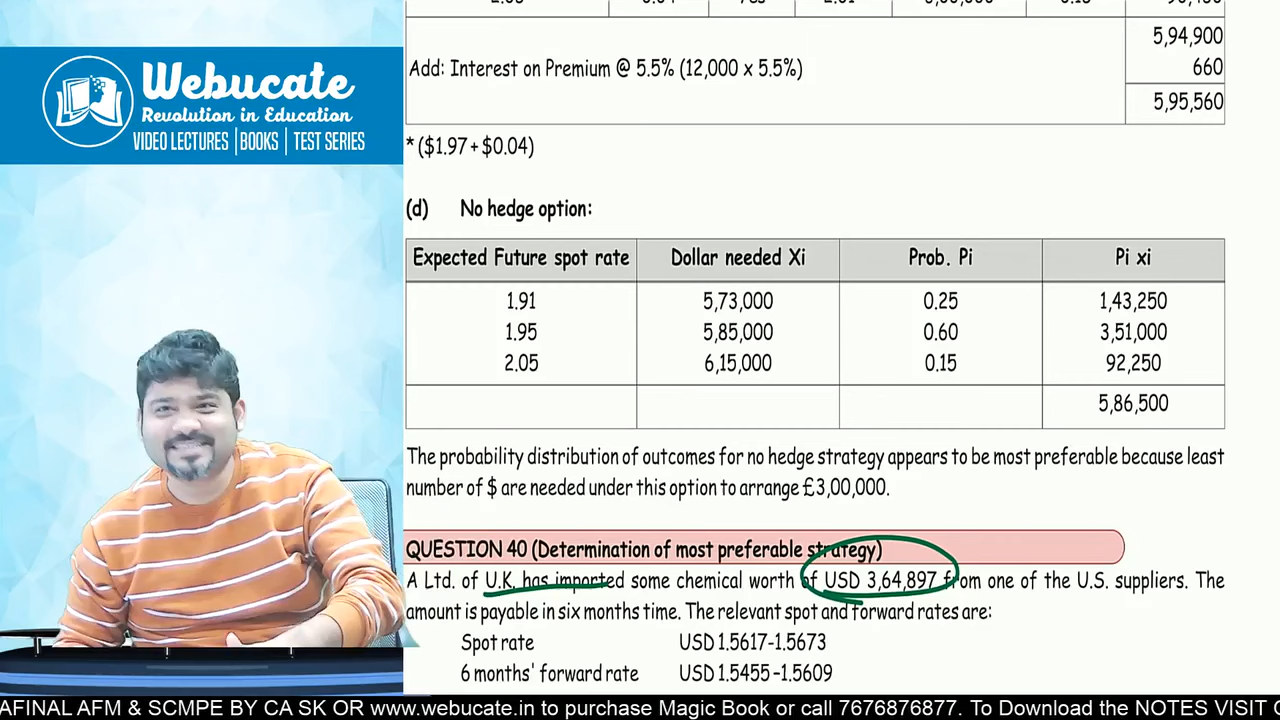 Webucate
Revolution in Education
VIDEO LECTURES | BOOKS | TEST SERIES
5,94,900
Add: Interest on Premium @ 5.5% (12,000 x 5.5%) 660
5,95,560
* ($1.97 + $0.04)
(d) No hedge option:
Expected Future spot rate Dollar needed Xi Prob. Pi Pi xi
1.91 5,73,000 0.25 1,43,250
1.95 5,85,000 0.60 3,51,000
2.05 6,15,000 0.15 92,250
5,86,500
The probability distribution of outcomes for no hedge strategy appears to be most preferable because least
number of $ are needed under this option to arrange £3,00,000.
QUESTION 40 (Determination of most preferable strategy)
A Ltd. of U.K. has imported some chemical worth of USD 3,64,897 from one of the U.S. suppliers. The
amount is payable in six months time. The relevant spot and forward rates are:
Spot rate USD 1.5617-1.5673
6 months' forward rate USD 1.5455 -1.5609
AFINAL AFM & SCMPE BY CA SK OR www.webucate.in to purchase Magic Book or call 7676876877. To Download the NOTES VISIT